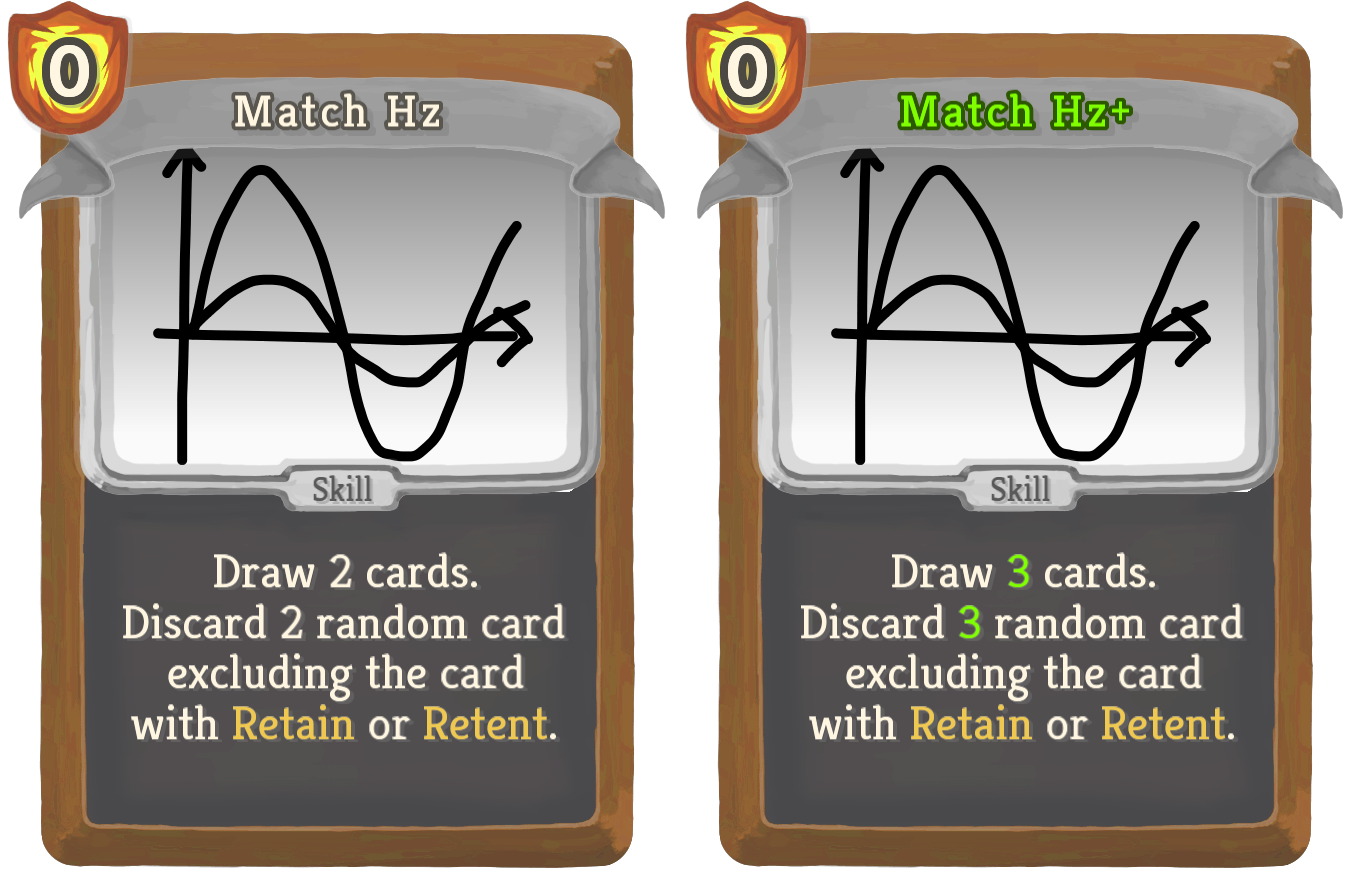 0
Match Hz
Skill
Draw 2 cards.
Discard 2 random card
excluding the card
with Retain or Retent.
0
Match Hz+
Skill
Draw 3 cards.
Discard 3 random card
excluding the card
with Retain or Retent.